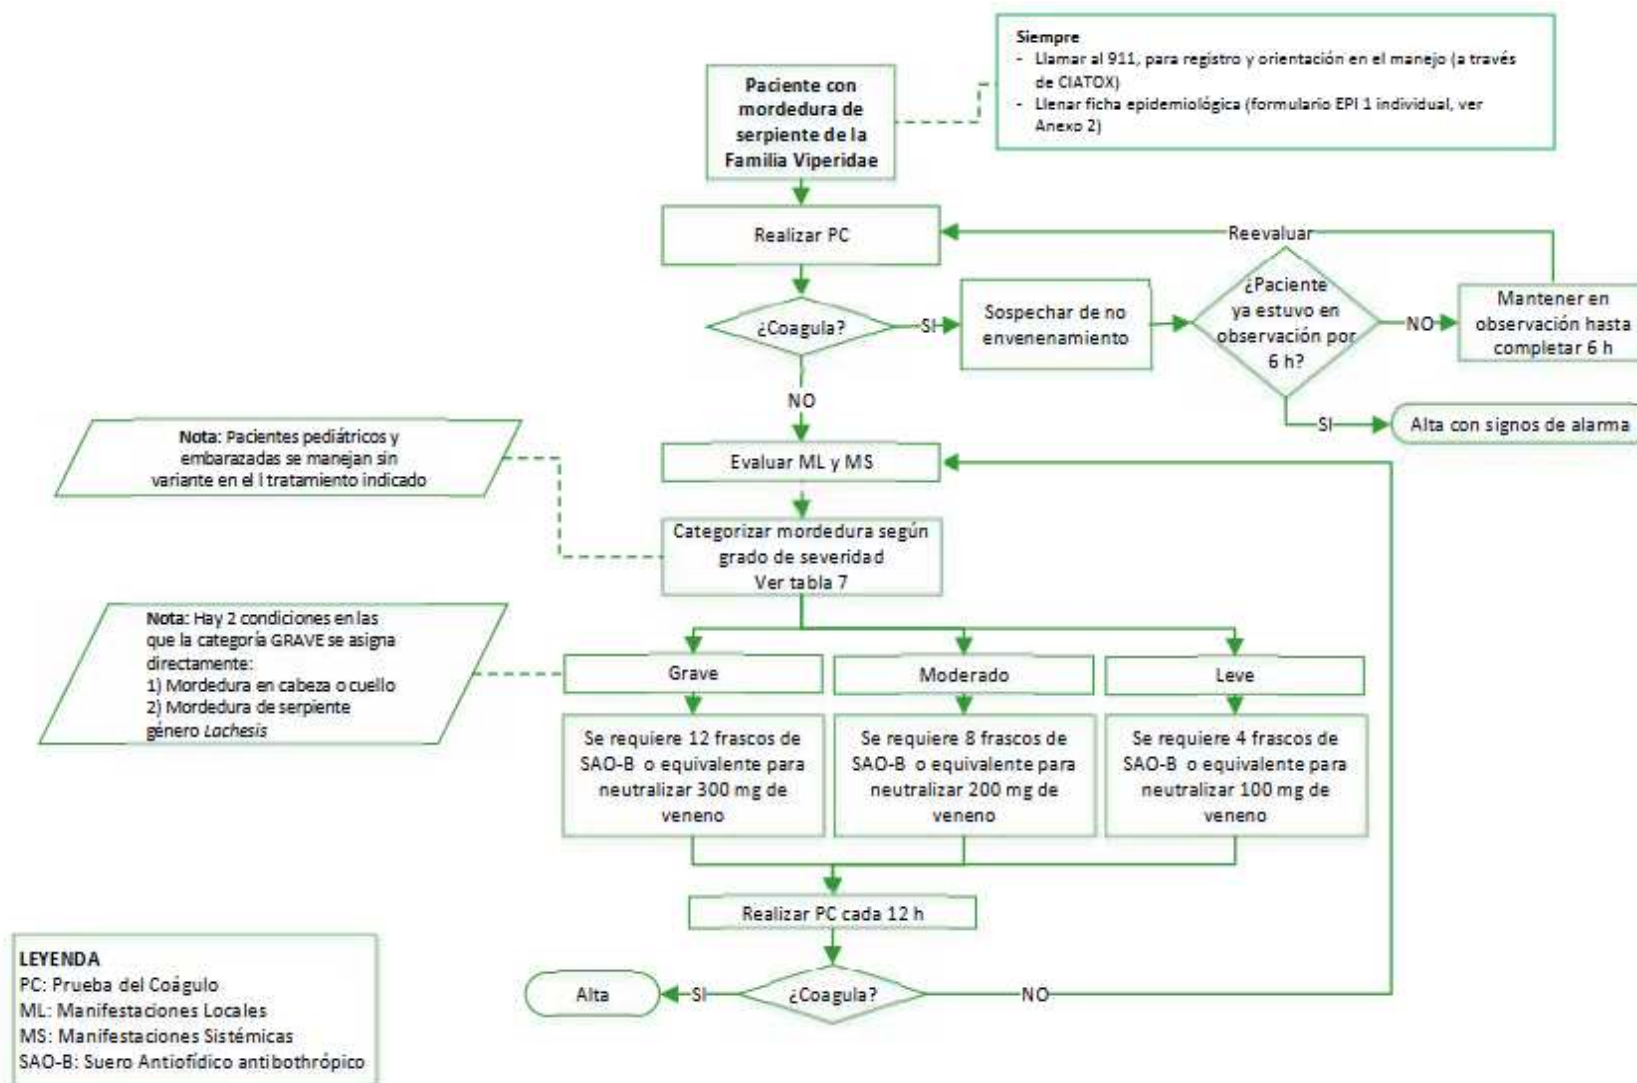 Siempre
- Llamar al 911, para registro y orientación en el manejo (a través
de CIATOX)
- Llenar ficha epidemiológica (formulario EPI 1 individual, ver
Anexo 2)
Paciente con
mordedura de
serpiente de la
Familia Viperidae
Realizar PC
Reevaluar
¿Coagula?
SI
Sospechar de no
envenenamiento
¿Paciente
ya estuvo en
observación por
6 h?
NO
Mantener en
observación hasta
completar 6 h
SI
Alta con signos de alarma
NO
Nota: Pacientes pediátricos y
embarazadas se manejan sin
variante en el l tratamiento indicado
Evaluar ML y MS
Categorizar mordedura según
grado de severidad
Ver tabla 7
Nota: Hay 2 condiciones en las
que la categoría GRAVE se asigna
directamente:
1) Mordedura en cabeza o cuello
2) Mordedura de serpiente
género Lachesis
Grave
Moderado
Leve
Se requiere 12 frascos de
SAO-B o equivalente para
neutralizar 300 mg de
veneno
Se requiere 8 frascos de
SAO-B o equivalente para
neutralizar 200 mg de
veneno
Se requiere 4 frascos de
SAO-B o equivalente para
neutralizar 100 mg de
veneno
Realizar PC cada 12 h
¿Coagula?
SI
Alta
NO
LEYENDA
PC: Prueba del Coágulo
ML: Manifestaciones Locales
MS: Manifestaciones Sistémicas
SAO-B: Suero Antiofídico antibothrópico